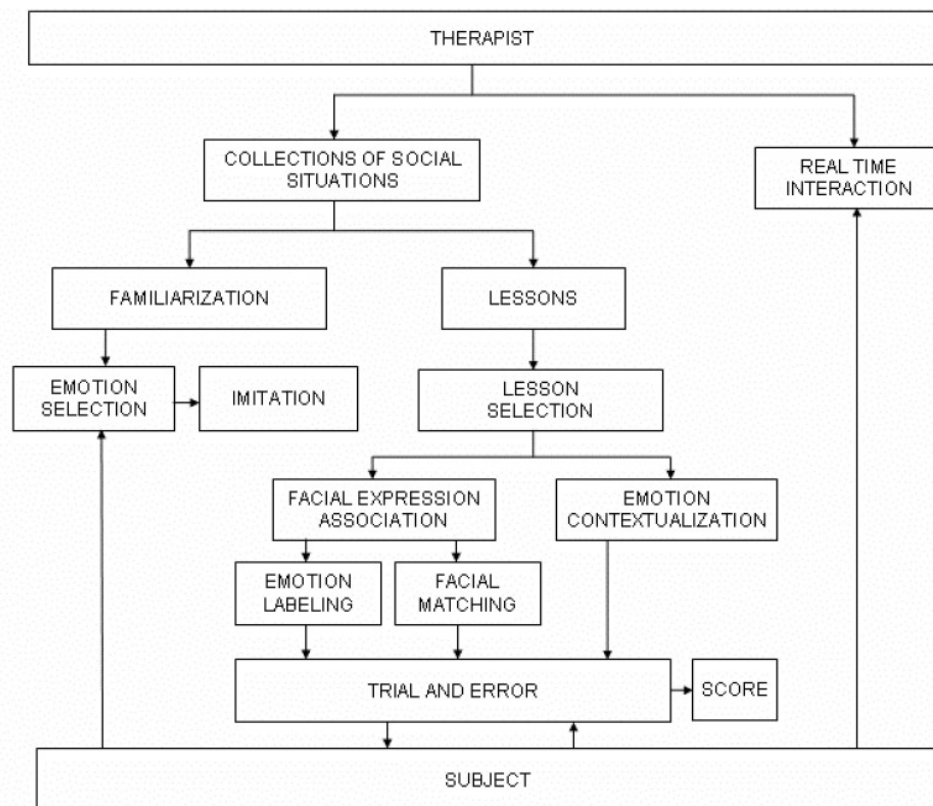 THERAPIST
COLLECTIONS OF SOCIAL
SITUATIONS
REAL TIME
INTERACTION
FAMILIARIZATION
LESSONS
EMOTION
SELECTION
IMITATION
LESSON
SELECTION
FACIAL EXPRESSION
ASSOCIATION
EMOTION
CONTEXTUALIZATION
EMOTION
LABELING
FACIAL
MATCHING
TRIAL AND ERROR
SCORE
SUBJECT